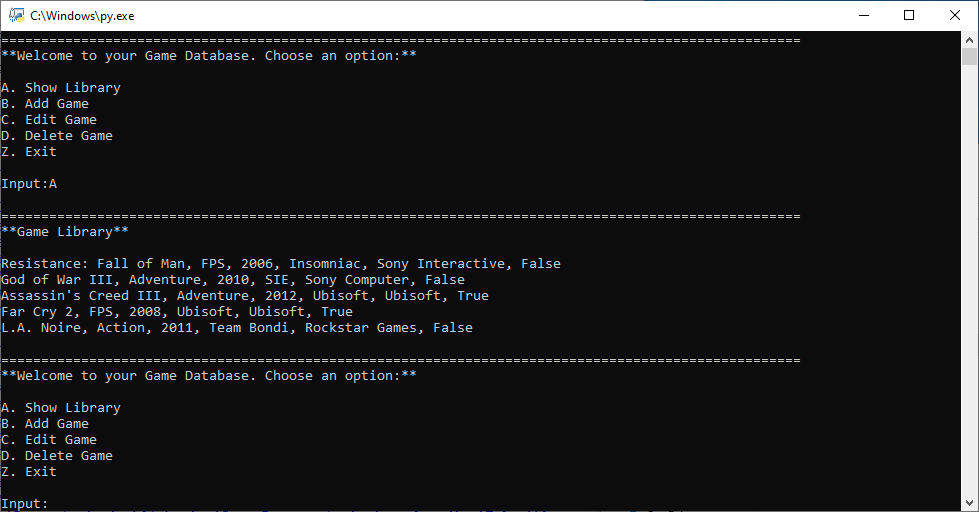 C:\Windows\py.exe
====================================================================================================
**Welcome to your Game Database. Choose an option:**
A. Show Library
B. Add Game
C. Edit Game
D. Delete Game
Z. Exit
Input:A
====================================================================================================
**Game Library**
Resistance: Fall of Man, FPS, 2006, Insomniac, Sony Interactive, False
God of War III, Adventure, 2010, SIE, Sony Computer, False
Assassin's Creed III, Adventure, 2012, Ubisoft, Ubisoft, True
Far Cry 2, FPS, 2008, Ubisoft, Ubisoft, True
L.A. Noire, Action, 2011, Team Bondi, Rockstar Games, False
====================================================================================================
**Welcome to your Game Database. Choose an option:**
A. Show Library
B. Add Game
C. Edit Game
D. Delete Game
Z. Exit
Input: